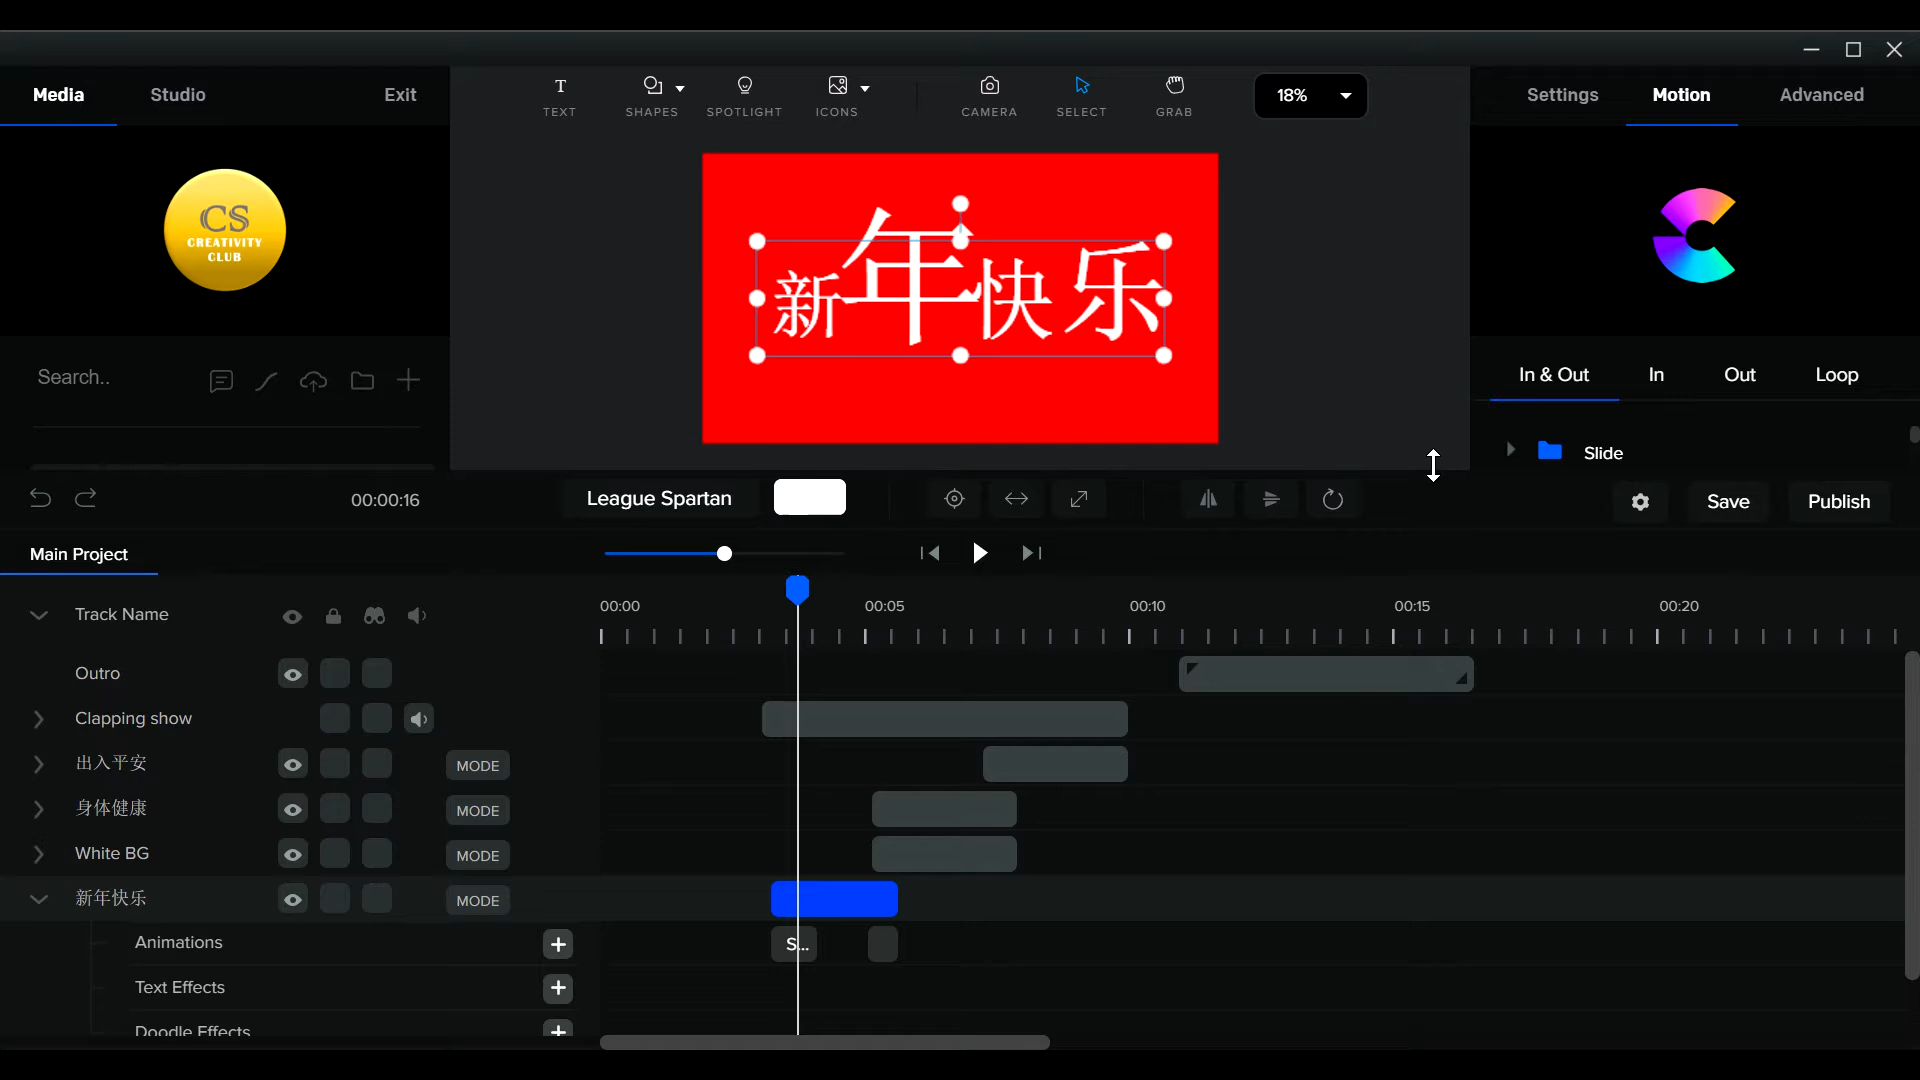 Media Studio Exit
TEXT SHAPES SPOTLIGHT ICONS CAMERA SELECT GRAB 18%
Settings Motion Advanced
CS
CREATIVITY
CLUB
新年快乐
Search..
In & Out In Out Loop
Slide
00:00:16 League Spartan Save Publish
Main Project
Track Name 00:00 00:05 00:10 00:15 00:20
Outro
Clapping show
出入平安 MODE
身体健康 MODE
White BG MODE
新年快乐 MODE
Animations S...
Text Effects
Doodle Effects